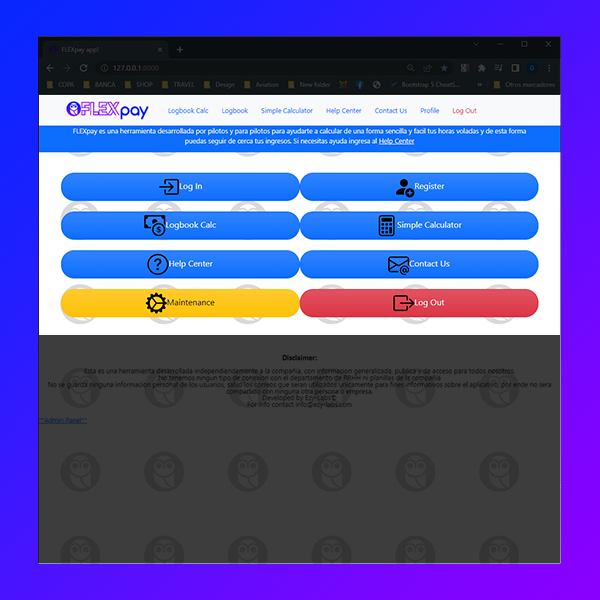 FLEXpay app!
127.0.0.1:8000
COPA BANCA SHOP TRAVEL Design Aviation New folder Bootstrap 5 CheatS... Otros marcadores
FLEXpay Logbook Calc Logbook Simple Calculator Help Center Contact Us Profile Log Out
FLEXpay es una herramienta desarrollada por pilotos y para pilotos para ayudarte a calcular de una forma sencilla y facil tus horas voladas y de esta forma
puedas seguir de cerca tus ingresos. Si necesitas ayuda ingresa al Help Center
Log In Register
Logbook Calc Simple Calculator
Help Center Contact Us
Maintenance Log Out
Disclaimer:
Esta es una herramienta desarrollada independientemente a la compañia, con informacion generalizada, publica y de acceso para todos nosotros.
No tenemos ningun tipo de conexion con el departamento de RRHH ni planillas de la compañia
No se guarda ninguna informacion personal de los usuarios, salvo los correos que seran utilizados unicamente para fines informativos sobre el aplicativo, por ende no sera
compartido con ninguna otra persona o empresa.
Developed by Ezy-Labs
For info contact info@ezy-labs.com
**Admin Panel**